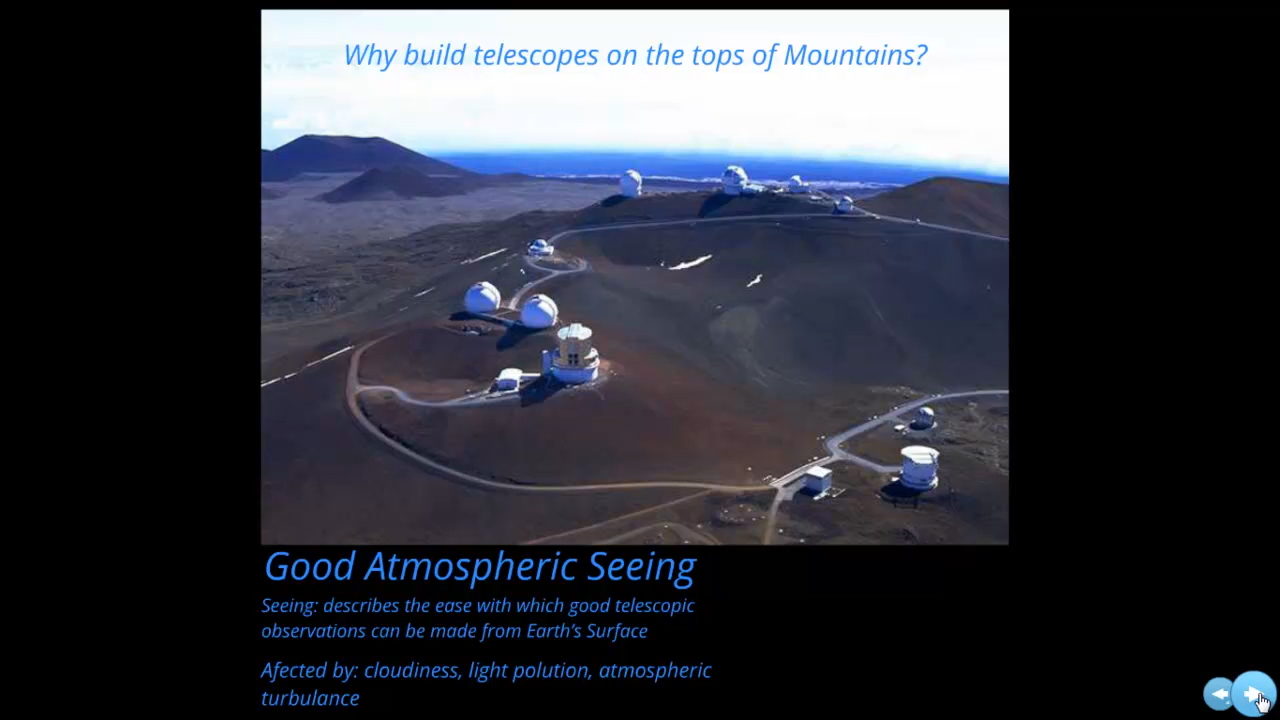 Why build telescopes on the tops of Mountains?
Good Atmospheric Seeing
Seeing: describes the ease with which good telescopic
observations can be made from Earth's Surface
Afected by: cloudiness, light polution, atmospheric
turbulance